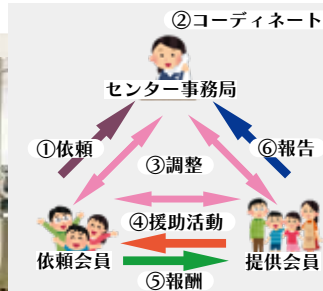 ②コーディネート
センター事務局
①依頼
⑥報告
③調整
④援助活動
依頼会員
提供会員
⑤報酬